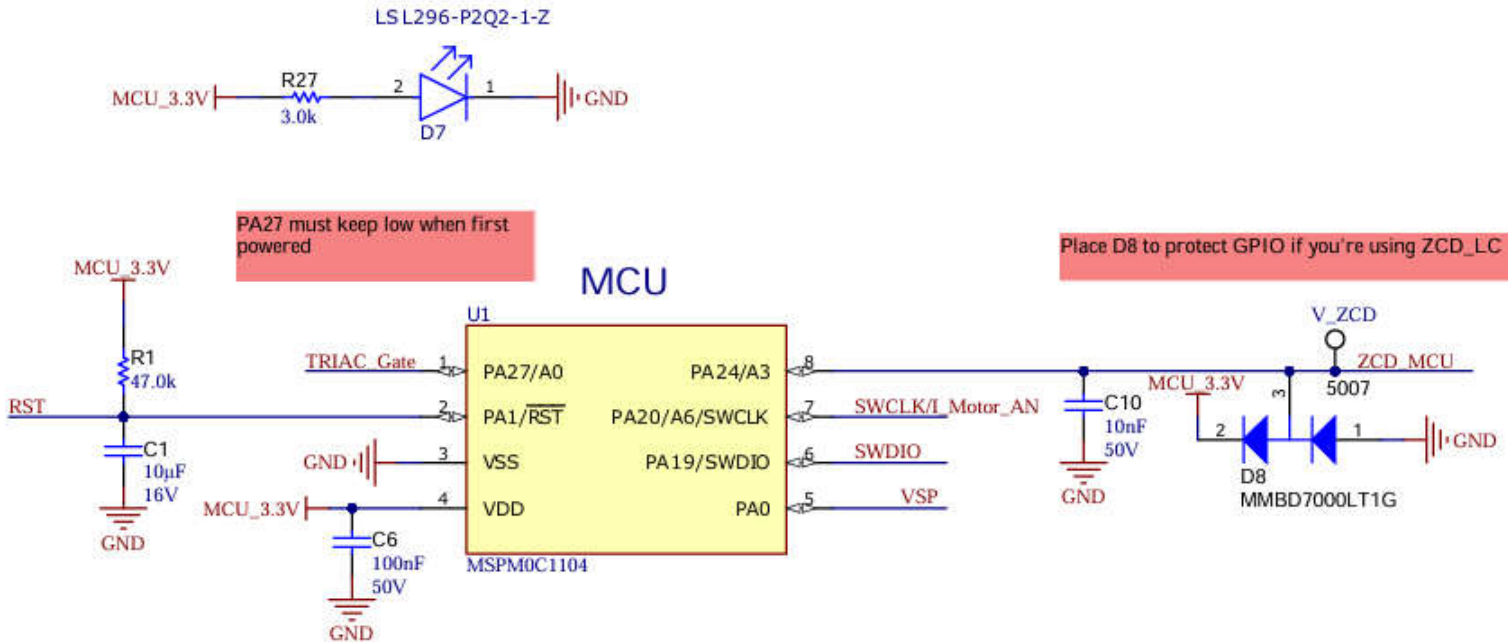 LSL296-P2Q2-1-Z
MCU_3.3V
R27
3.0k
2
1
D7
GND
PA27 must keep low when first
powered
Place D8 to protect GPIO if you're using ZCD_LC
MCU
MCU_3.3V
R1
47.0k
RST
C1
10µF
16V
GND
U1
TRIAC_Gate
1
PA27/A0
2
PA1/RST
GND
3
VSS
MCU_3.3V
4
VDD
C6
100nF
50V
GND
MSPM0C1104
PA24/A3
8
PA20/A6/SWCLK
7
SWCLK/I_Motor_AN
PA19/SWDIO
6
SWDIO
PA0
5
VSP
C10
10nF
50V
GND
V_ZCD
5007
ZCD_MCU
MCU_3.3V
3
2
1
GND
D8
MMBD7000LT1G